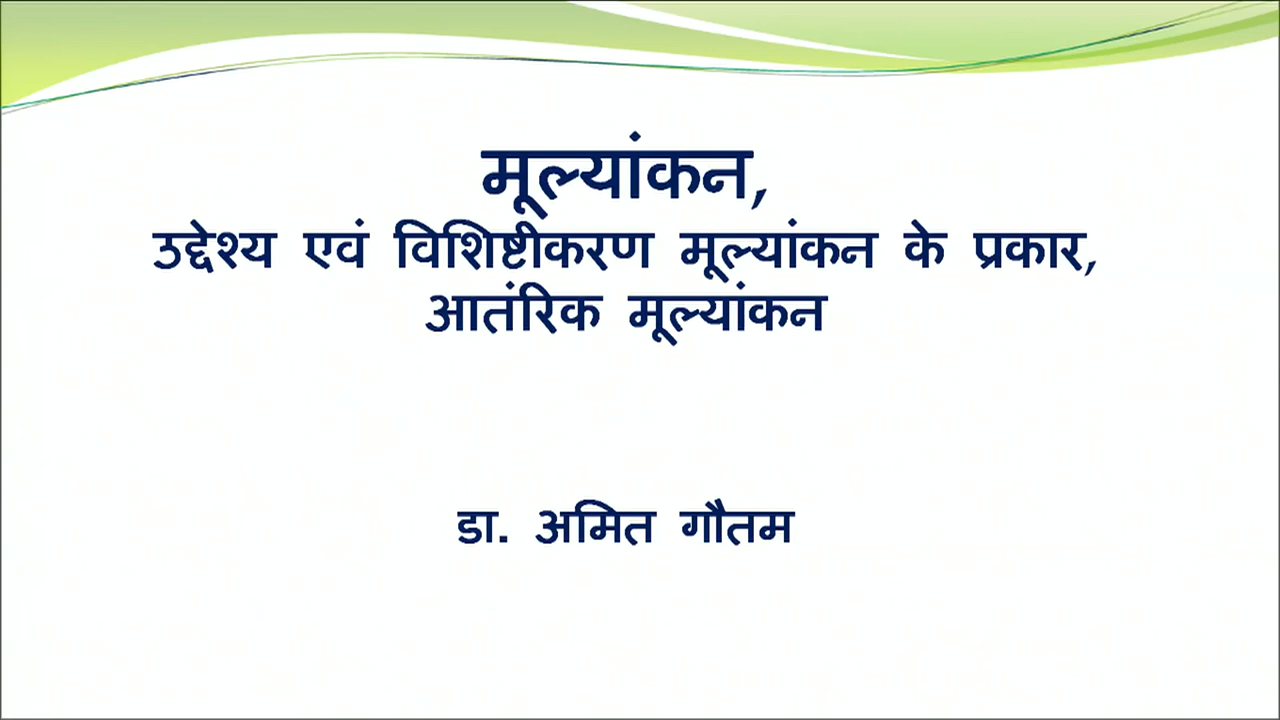 मूल्यांकन,
उद्देश्य एवं विशिष्टीकरण मूल्यांकन के प्रकार,
आतंरिक मूल्यांकन
डा. अमित गौतम